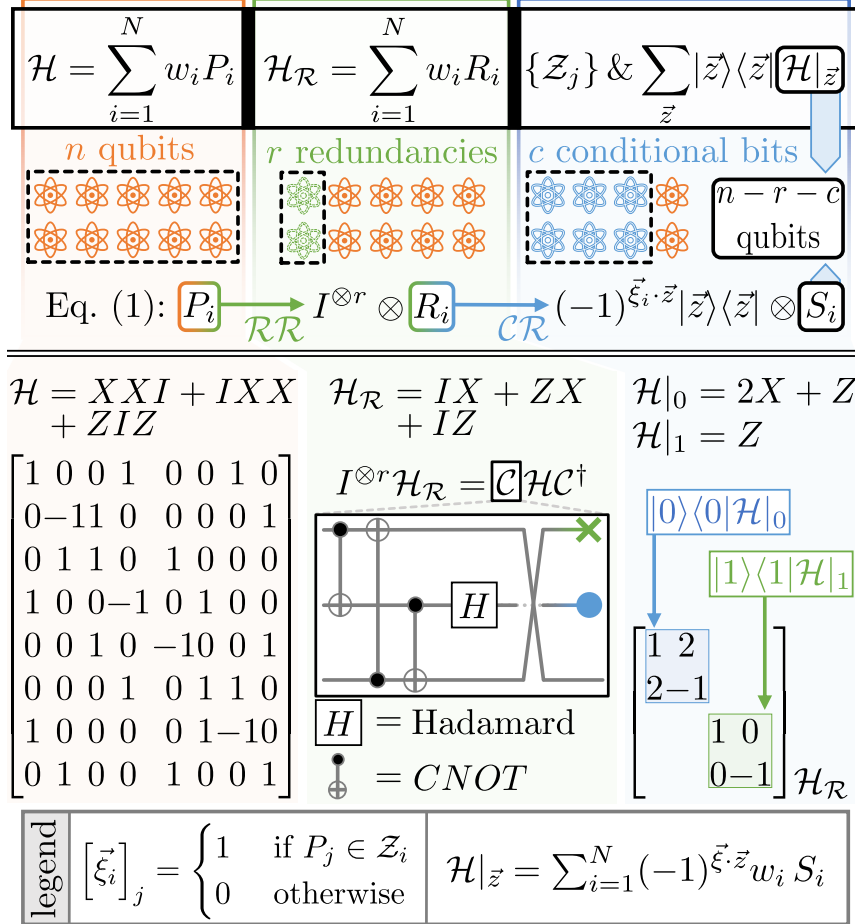 ℋ = ∑_{i=1}^{N} w_i P_i
ℋ_ℛ = ∑_{i=1}^{N} w_i R_i
{𝒵_j} & ∑_{z⃗} |z⃗⟩⟨z⃗| ℋ|_{z⃗}
n qubits
r redundancies
c conditional bits
n − r − c
qubits
Eq. (1): P_i
ℛℛ
I^{⊗r} ⊗ R_i
𝒞ℛ
(−1)^{ξ⃗_i·z⃗} |z⃗⟩⟨z⃗| ⊗ S_i
ℋ = XXI + IXX
+ ZIZ
1 0 0 1 0 0 1 0
0−11 0 0 0 0 1
0 1 1 0 1 0 0 0
1 0 0−1 0 1 0 0
0 0 1 0 −10 0 1
0 0 0 1 0 1 1 0
1 0 0 0 0 1−10
0 1 0 0 1 0 0 1
ℋ_ℛ = IX + ZX
+ IZ
I^{⊗r} ℋ_ℛ = 𝒞ℋ𝒞^†
H
H = Hadamard
= CNOT
ℋ|_0 = 2X + Z
ℋ|_1 = Z
|0⟩⟨0|ℋ|_0
|1⟩⟨1|ℋ|_1
1 2
2−1
1 0
0−1
ℋ_ℛ
legend
[ξ⃗_i]_j = { 1 if P_j ∈ 𝒵_i
0 otherwise
ℋ|_{z⃗} = ∑_{i=1}^{N} (−1)^{ξ⃗·z⃗} w_i S_i